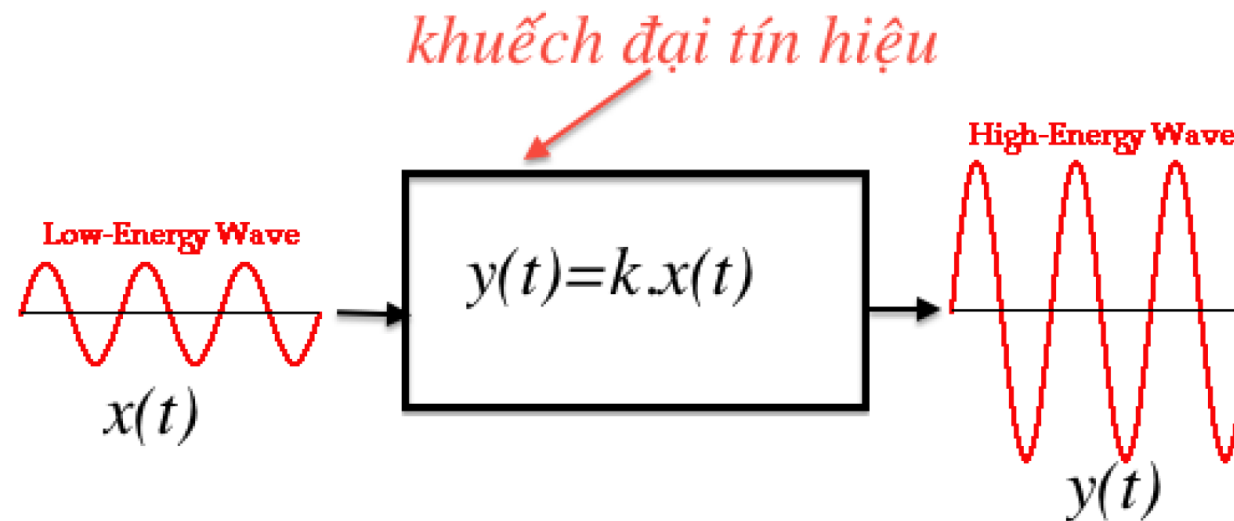 khuếch đại tín hiệu
High-Energy Wave
Low-Energy Wave
y(t)=k.x(t)
x(t)
y(t)